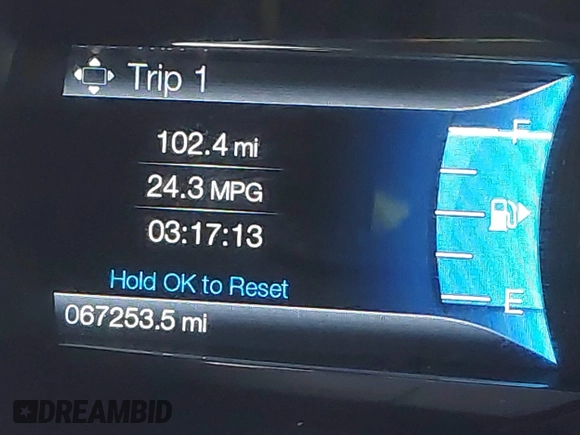 Trip 1
102.4 mi
24.3 MPG
03:17:13
Hold OK to Reset
067253.5 mi
F
E
DREAMBID